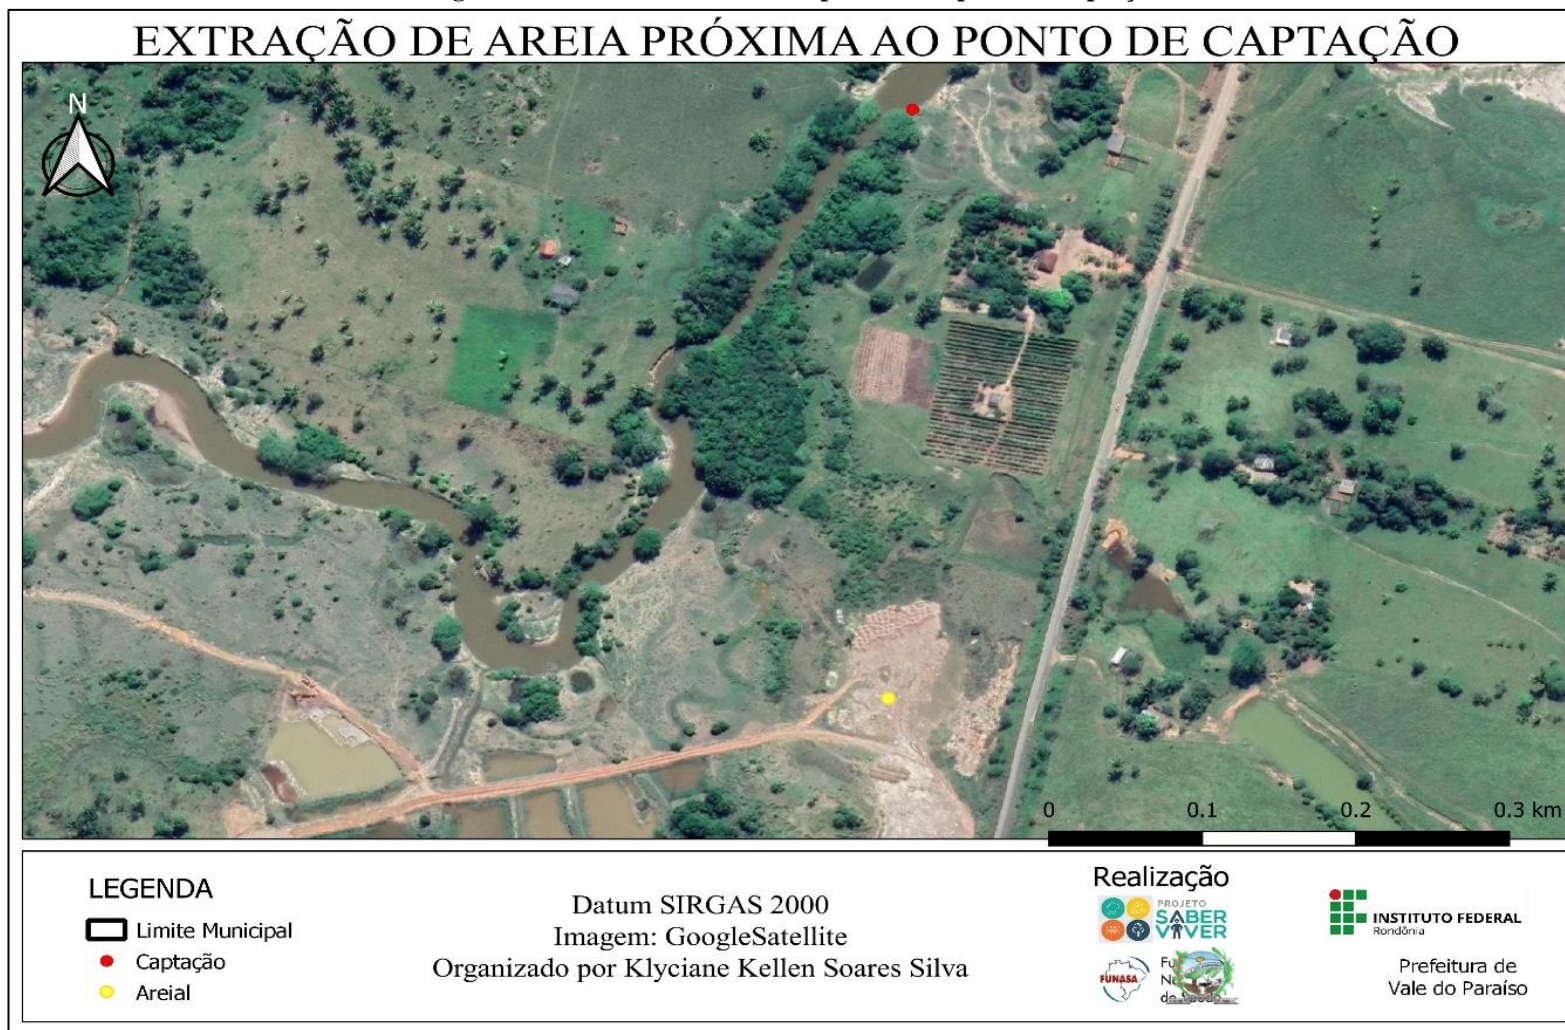 EXTRAÇÃO DE AREIA PRÓXIMA AO PONTO DE CAPTAÇÃO
N
0 0.1 0.2 0.3 km
LEGENDA
Limite Municipal
Captação
Areial
Datum SIRGAS 2000
Imagem: GoogleSatellite
Organizado por Klyciane Kellen Soares Silva
Realização
PROJETO
SABER
VIVER
FUNASA
INSTITUTO FEDERAL
Rondônia
Prefeitura de
Vale do Paraíso